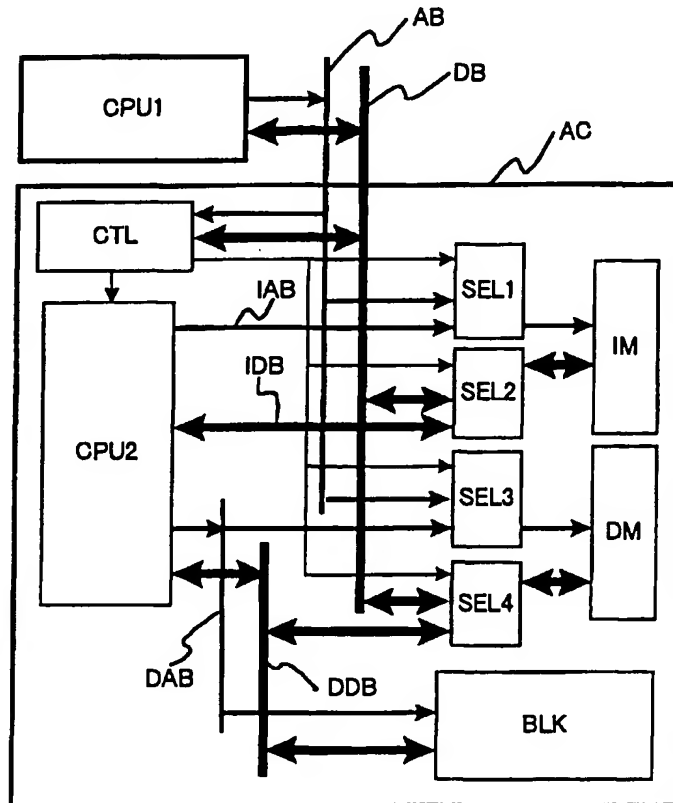 AB
DB
CPU1
AC
CTL
SEL1
IAB
IM
IDB
SEL2
CPU2
SEL3
DM
SEL4
DAB
DDB
BLK